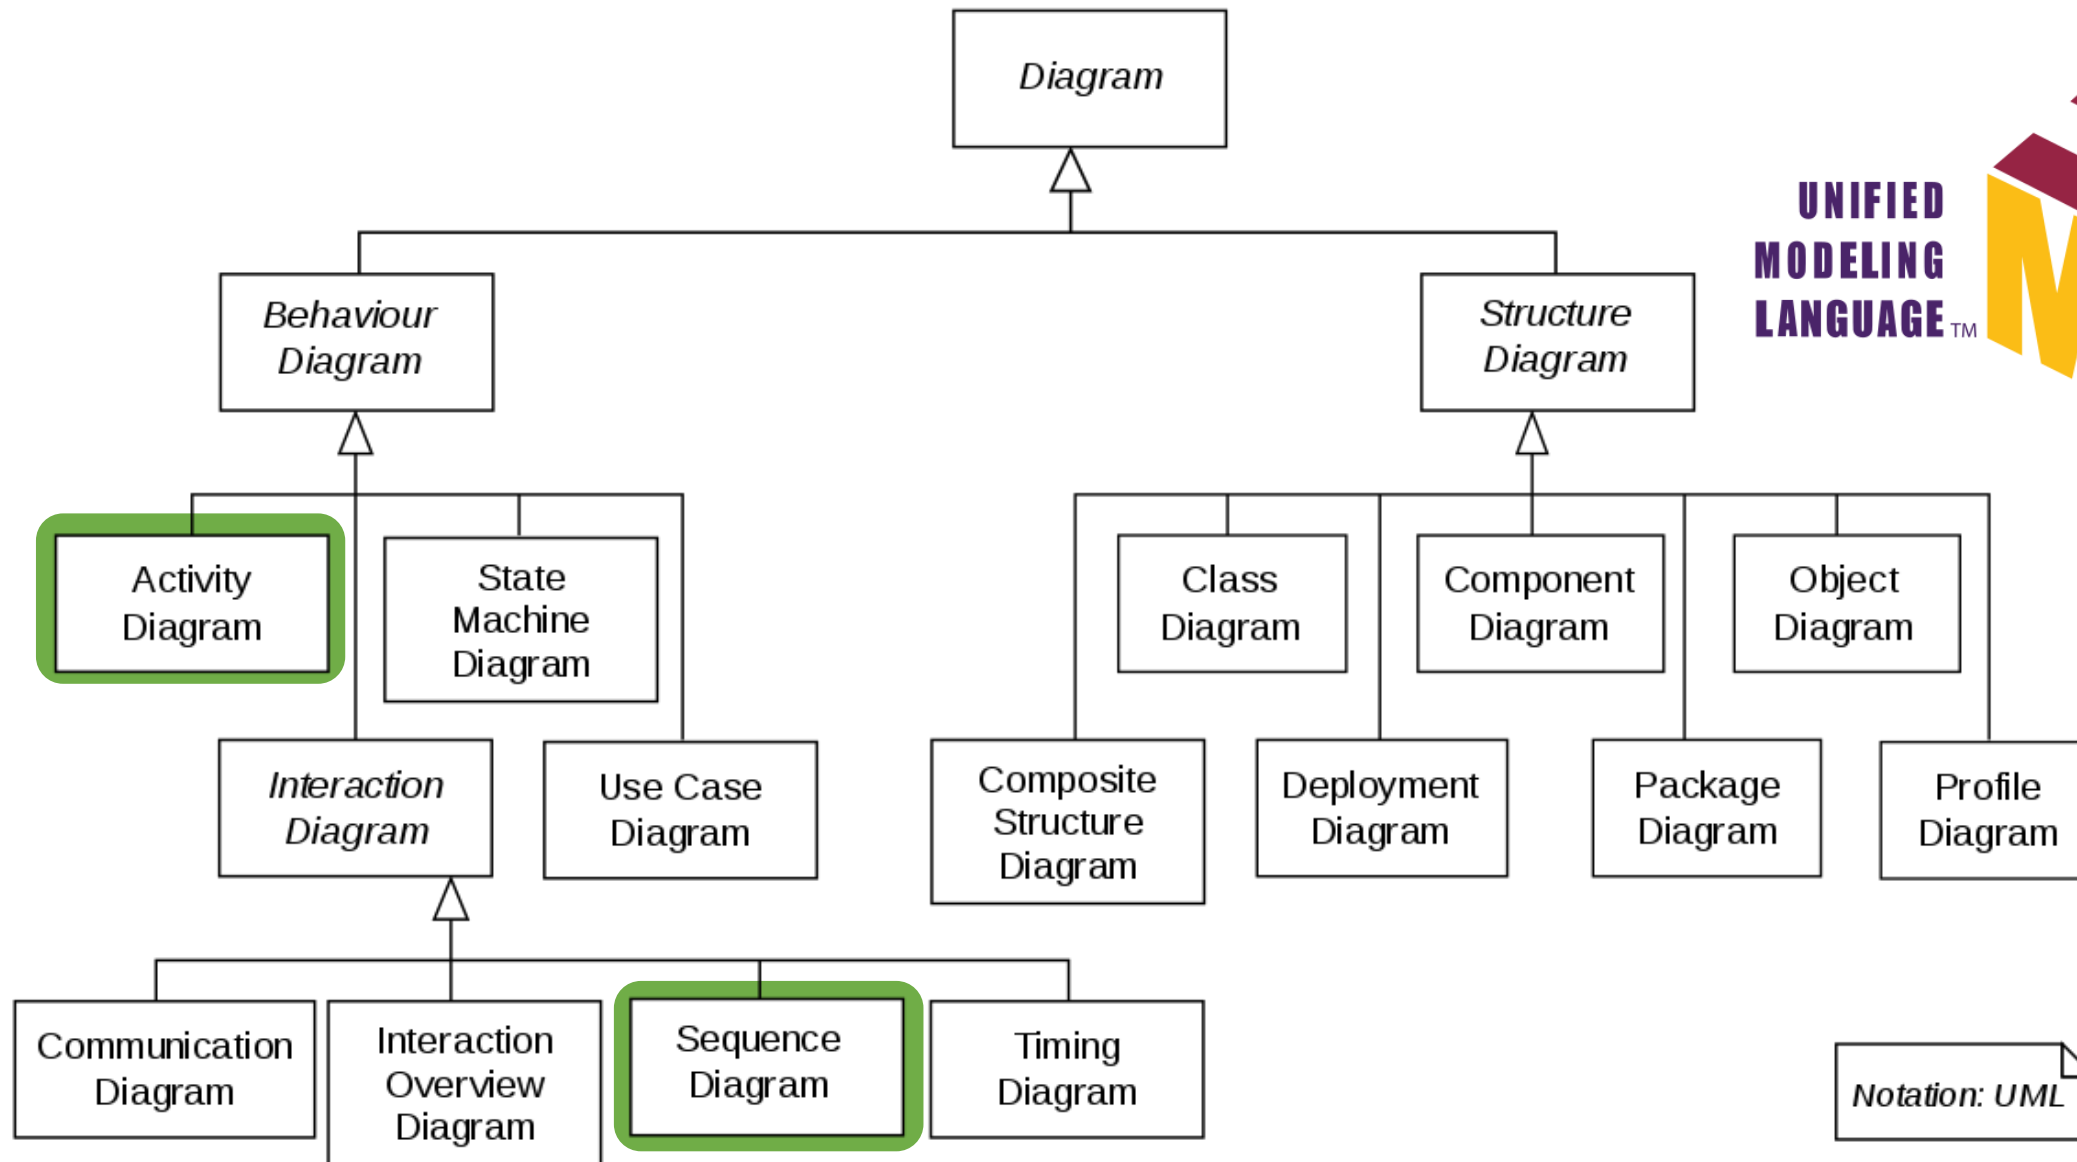 Diagram
UNIFIED
MODELING
LANGUAGE TM
Behaviour
Diagram
Structure
Diagram
Activity
Diagram
State
Machine
Diagram
Class
Diagram
Component
Diagram
Object
Diagram
Interaction
Diagram
Use Case
Diagram
Composite
Structure
Diagram
Deployment
Diagram
Package
Diagram
Profile
Diagram
Communication
Diagram
Interaction
Overview
Diagram
Sequence
Diagram
Timing
Diagram
Notation: UML